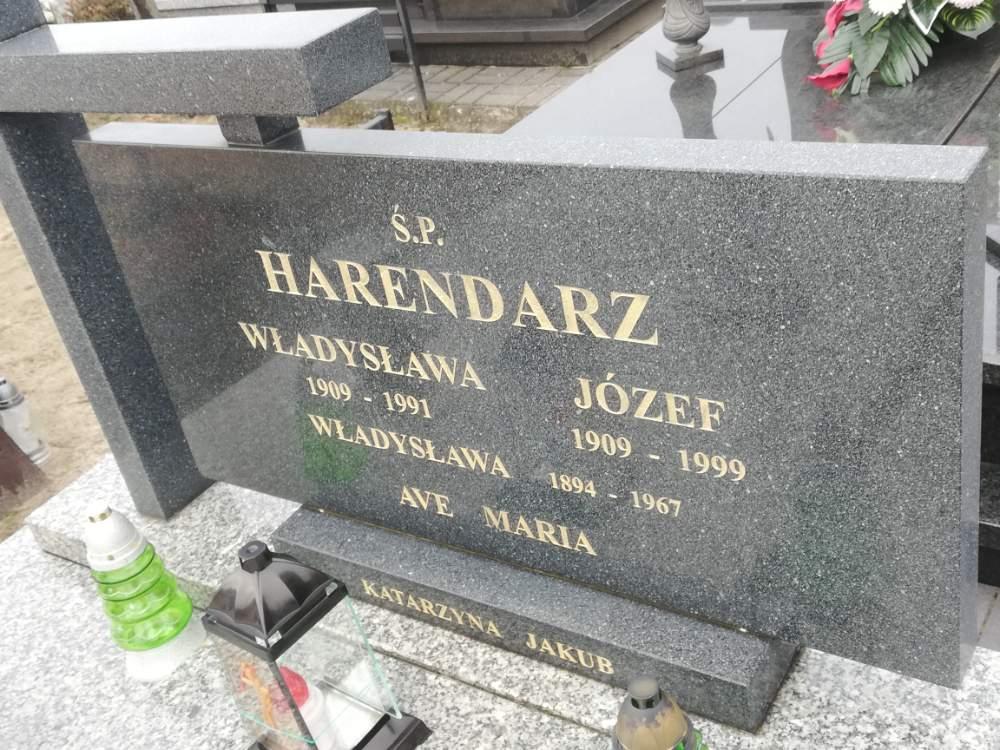 Ś.P.
HARENDARZ
WŁADYSŁAWA JÓZEF
1909 - 1991 1909 - 1999
WŁADYSŁAWA 1894 - 1967
AVE MARIA
KATARZYNA JAKUB